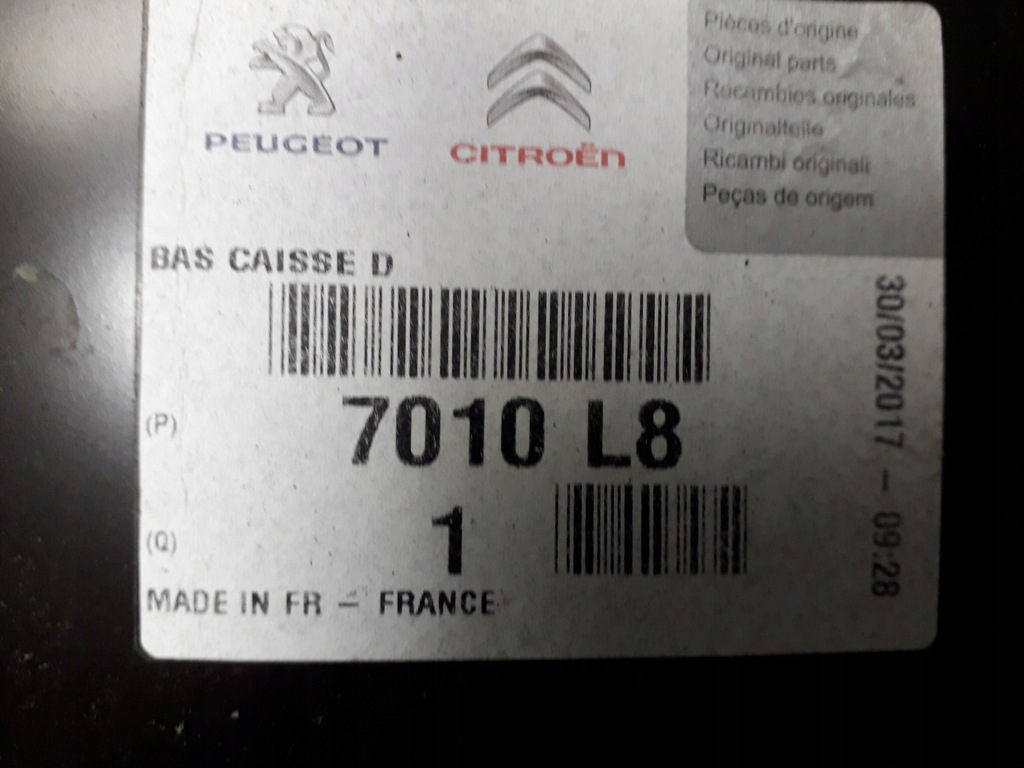 PEUGEOT
CITROËN
Pièces d'origine
Original parts
Recambios originales
Originalteile
Ricambi originali
Peças de origem
BAS CAISSE D
(P)
7010 L8
(Q)
1
MADE IN FR - FRANCE
30/03/2017 - 09:28